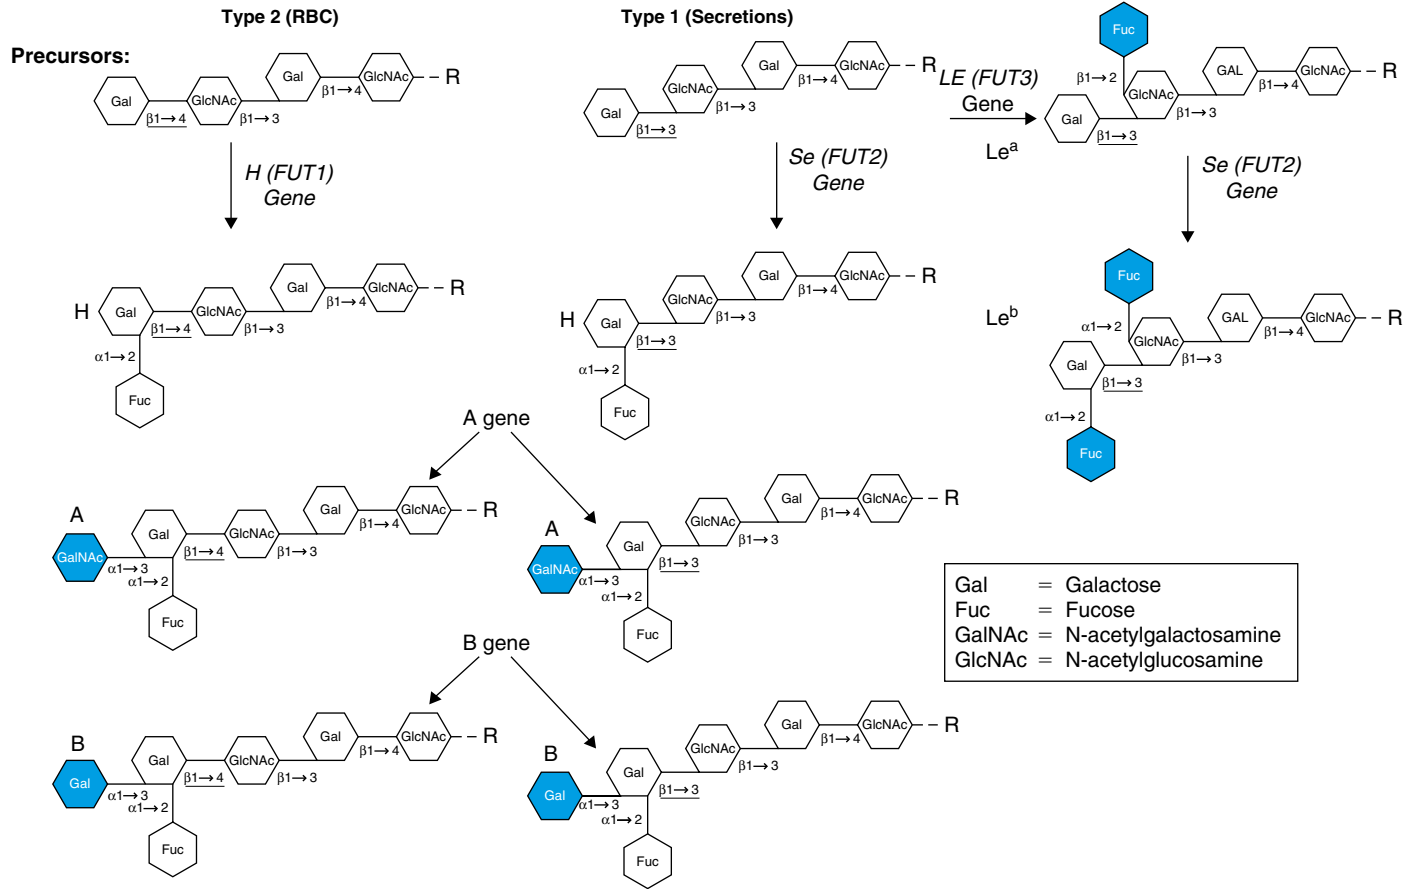 Type 2 (RBC)
Type 1 (Secretions)
Precursors:
Gal β1→4 GlcNAc β1→3 Gal β1→4 GlcNAc R
Gal β1→3 GlcNAc β1→3 Gal β1→4 GlcNAc R
LE (FUT3)
Gene
Leᵃ
Fuc
β1→2
Gal β1→3 GlcNAc β1→3 GAL β1→4 GlcNAc R
H (FUT1)
Gene
Se (FUT2)
Gene
Se (FUT2)
Gene
H Gal β1→4 GlcNAc β1→3 Gal β1→4 GlcNAc R
α1→2
Fuc
H Gal β1→3 GlcNAc β1→3 Gal β1→4 GlcNAc R
α1→2
Fuc
Leᵇ
Fuc
α1→2
Gal β1→3 GlcNAc β1→3 GAL β1→4 GlcNAc R
α1→2
Fuc
A gene
A
GalNAc α1→3 Gal β1→4 GlcNAc β1→3 Gal β1→4 GlcNAc R
α1→2
Fuc
A
GalNAc α1→3 Gal β1→3 GlcNAc β1→3 Gal β1→4 GlcNAc R
α1→2
Fuc
Gal = Galactose
Fuc = Fucose
GalNAc = N-acetylgalactosamine
GlcNAc = N-acetylglucosamine
B gene
B
Gal α1→3 Gal β1→4 GlcNAc β1→3 Gal β1→4 GlcNAc R
α1→2
Fuc
B
Gal α1→3 Gal β1→3 GlcNAc β1→3 Gal β1→4 GlcNAc R
α1→2
Fuc